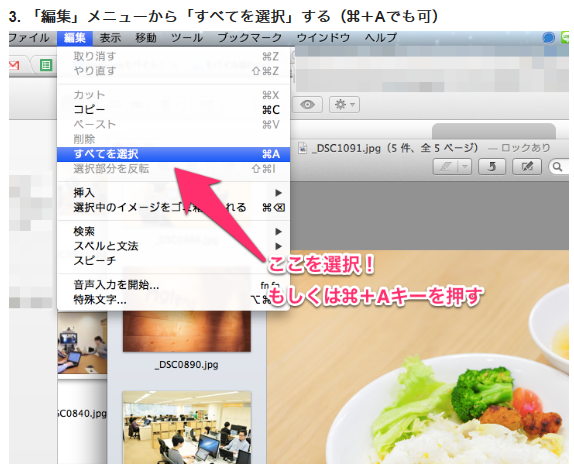 3. 「編集」メニューから「すべてを選択」する（⌘＋Aでも可）
ファイル 編集 表示 移動 ツール ブックマーク ウインドウ ヘルプ
取り消す ⌘Z
やり直す ⇧⌘Z
カット ⌘X
コピー ⌘C
ペースト ⌘V
削除
すべてを選択 ⌘A
選択部分を反転 ⇧⌘I
挿入 ▶
選択中のイメージをゴミ箱 れる ⌘⌫
検索 ▶
スペルと文法 ▶
スピーチ
音声入力を開始... fn fn
特殊文字... ⌥⌘
_DSC1091.jpg（5 件、全 5 ページ） — ロックあり
ここを選択！
もしくは⌘＋Aキーを押す
_DSC0890.jpg
SC0840.jpg